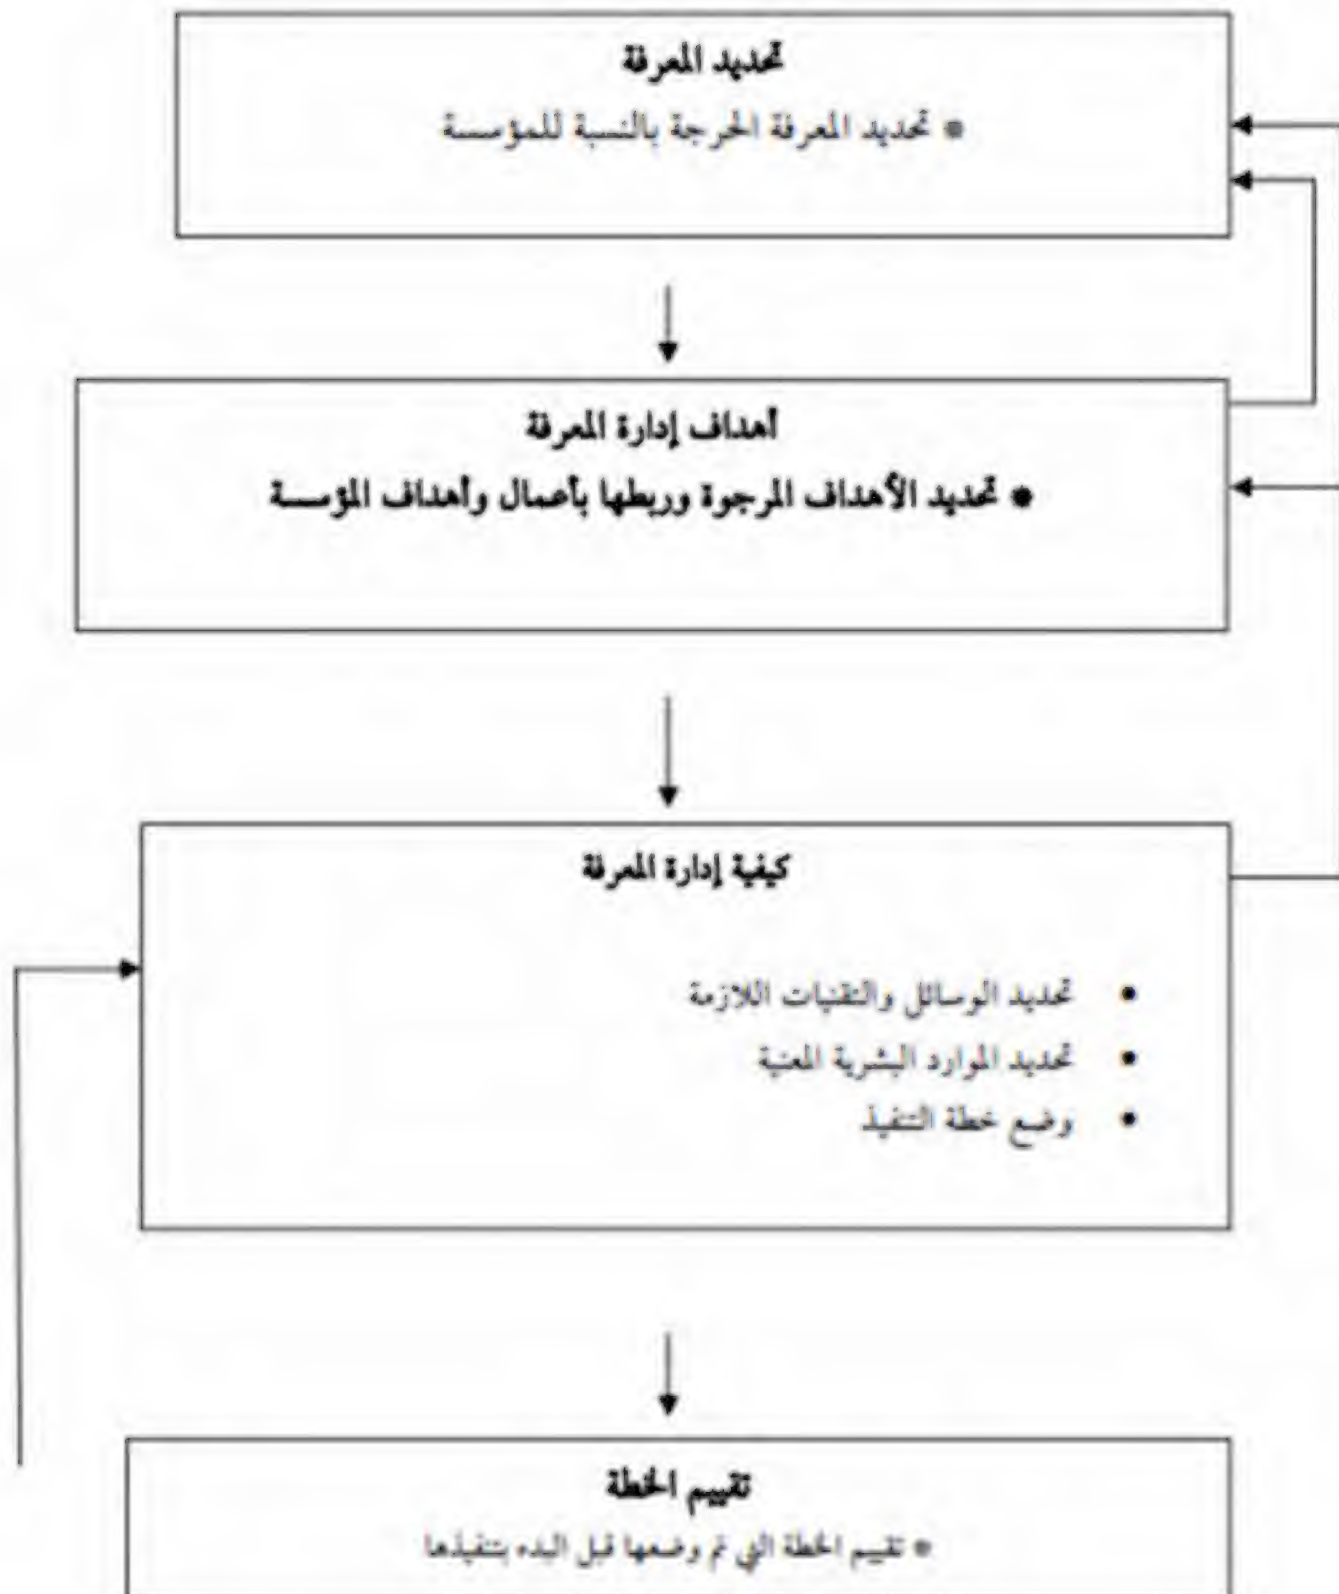 تحديد المعرفة
• تحديد المعرفة الحرجة بالنسبة للمؤسسة
أهداف إدارة المعرفة
• تحديد الأهداف المرجوة وربطها بأعمال وأهداف المؤسسة
كيفية إدارة المعرفة
• تحديد الوسائل والتقنيات اللازمة
• تحديد الموارد البشرية المعنية
• وضع خطة التنفيذ
تقييم الخطة
• تقييم الخطة التي تم وضعها قبل البدء بتنفيذها